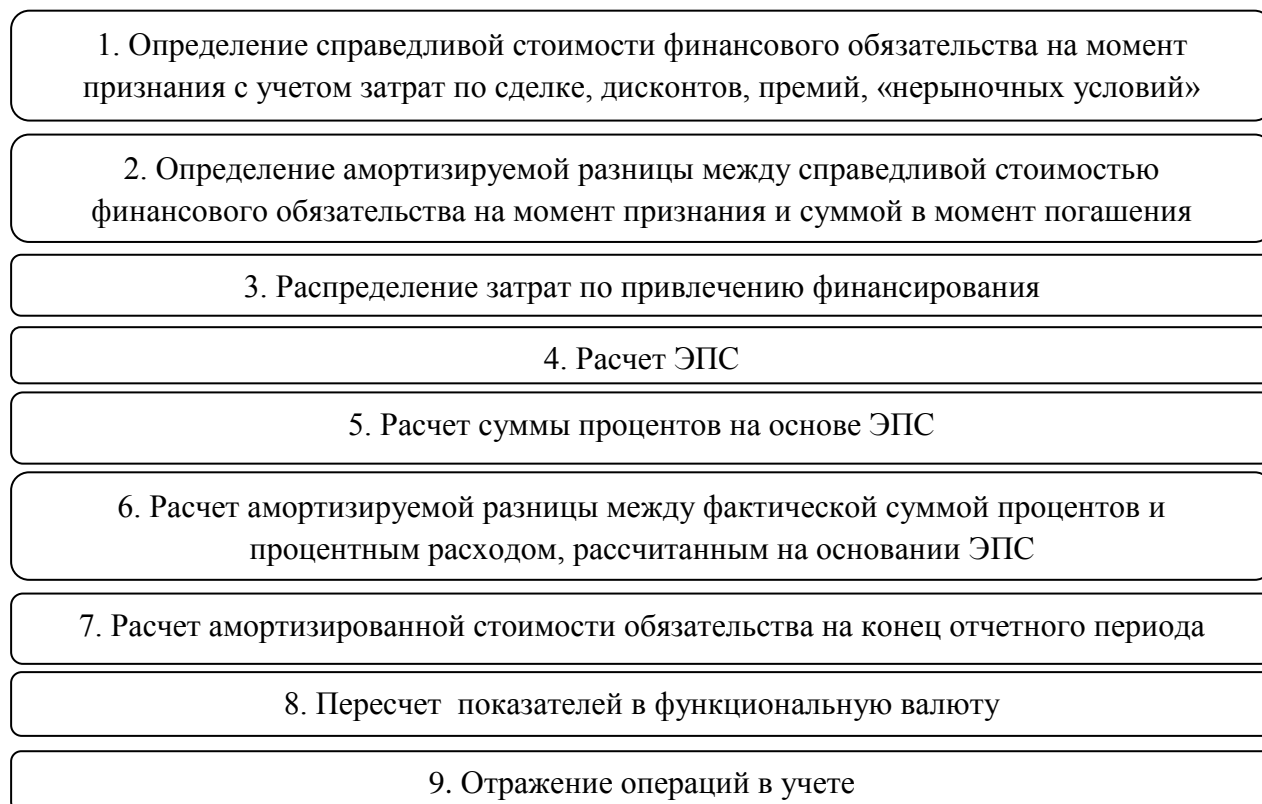 1. Определение справедливой стоимости финансового обязательства на момент
признания с учетом затрат по сделке, дисконтов, премий, «нерыночных условий»
2. Определение амортизируемой разницы между справедливой стоимостью
финансового обязательства на момент признания и суммой в момент погашения
3. Распределение затрат по привлечению финансирования
4. Расчет ЭПС
5. Расчет суммы процентов на основе ЭПС
6. Расчет амортизируемой разницы между фактической суммой процентов и
процентным расходом, рассчитанным на основании ЭПС
7. Расчет амортизированной стоимости обязательства на конец отчетного периода
8. Пересчет показателей в функциональную валюту
9. Отражение операций в учете